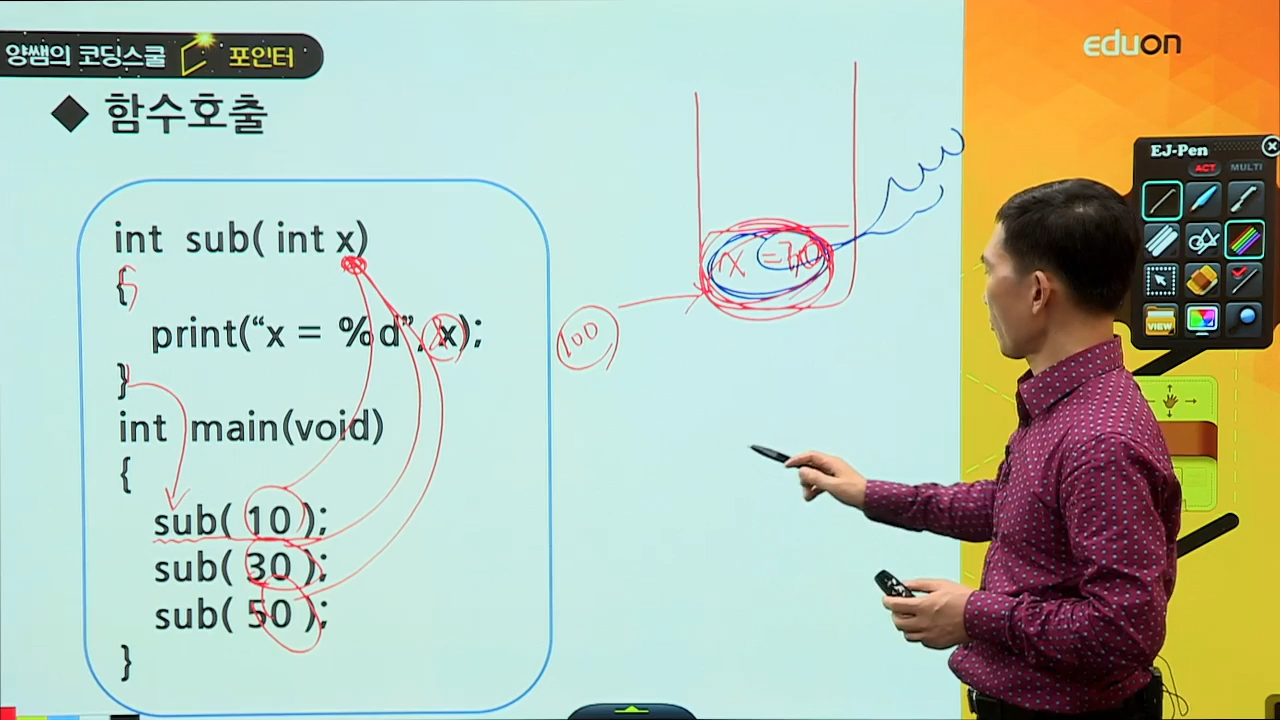 양쌤의 코딩스쿨 포인터
eduon
◆ 함수호출
EJ-Pen
ACT MULTI
int sub( int x)
{
print(“x = %d”, x);
}
int main(void)
{
sub( 10 );
sub( 30 );
sub( 50 );
}
100
VIEW